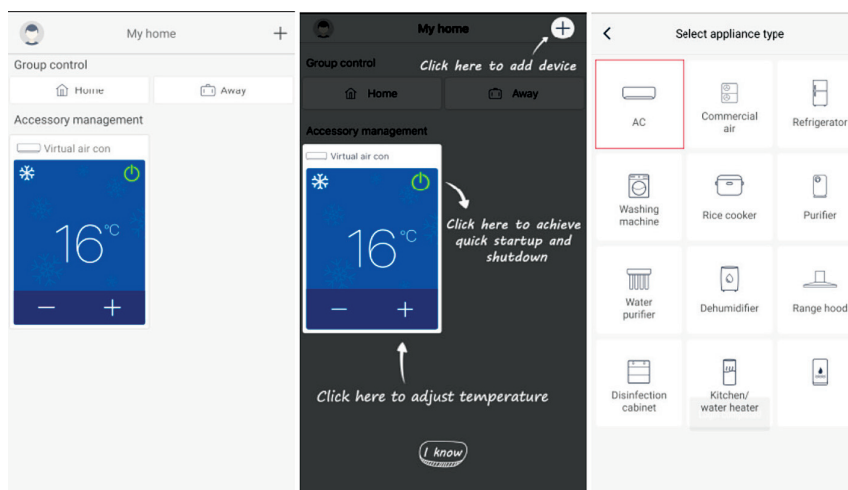 My home
+
Group control
Home
Away
Accessory management
Virtual air con
16°C
— +
My home
+
Click here to add device
Group control
Home
Away
Accessory management
Virtual air con
16°C
— +
Click here to achieve
quick startup and
shutdown
Click here to adjust temperature
I know
Select appliance type
AC
Commercial
air
Refrigerator
Washing
machine
Rice cooker
Purifier
Water
purifier
Dehumidifier
Range hood
Disinfection
cabinet
Kitchen/
water heater